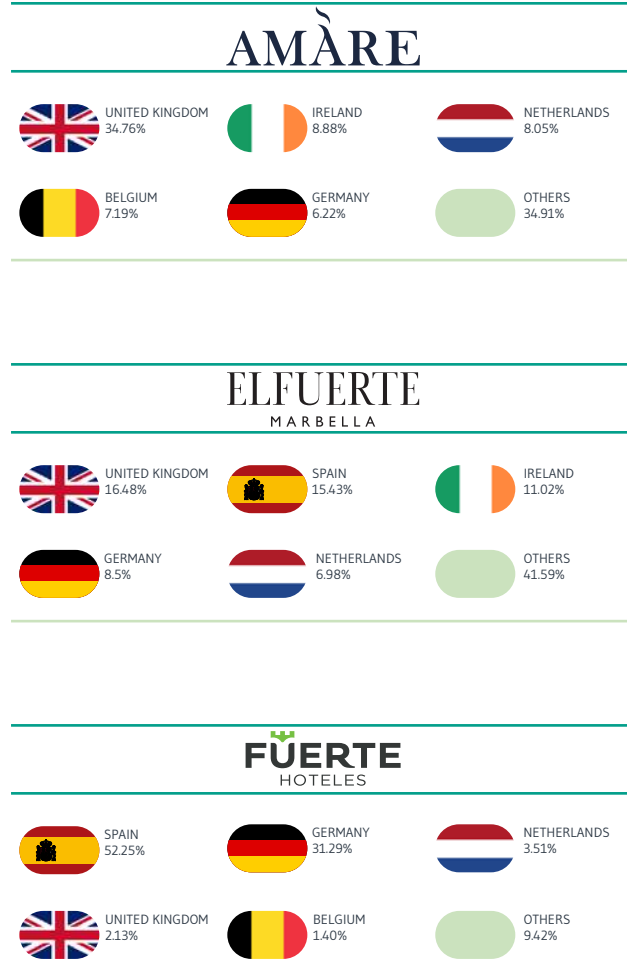 AMÀRE
UNITED KINGDOM
34.76%
IRELAND
8.88%
NETHERLANDS
8.05%
BELGIUM
7.19%
GERMANY
6.22%
OTHERS
34.91%
ELFUERTE
MARBELLA
UNITED KINGDOM
16.48%
SPAIN
15.43%
IRELAND
11.02%
GERMANY
8.5%
NETHERLANDS
6.98%
OTHERS
41.59%
FUERTE
HOTELES
SPAIN
52.25%
GERMANY
31.29%
NETHERLANDS
3.51%
UNITED KINGDOM
2.13%
BELGIUM
1.40%
OTHERS
9.42%